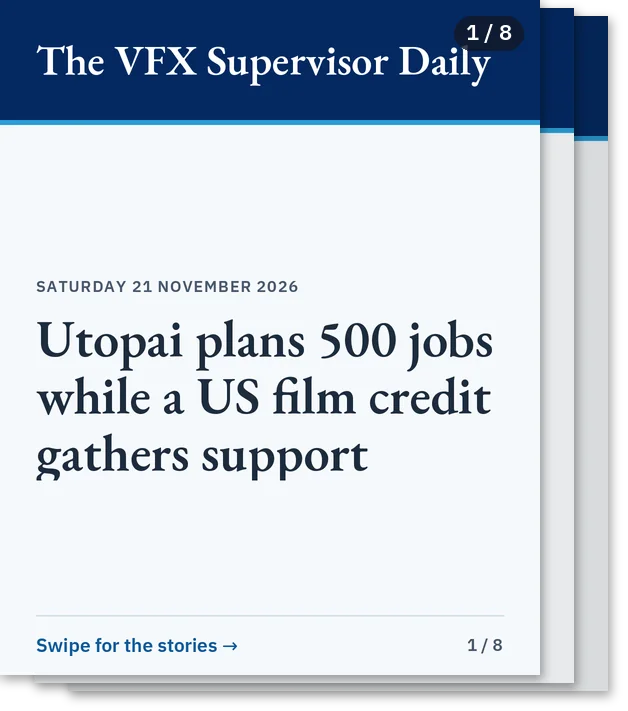 1 / 8
The VFX Supervisor Daily
SATURDAY 21 NOVEMBER 2026
Utopai plans 500 jobs
while a US film credit
gathers support
Swipe for the stories →
1 / 8